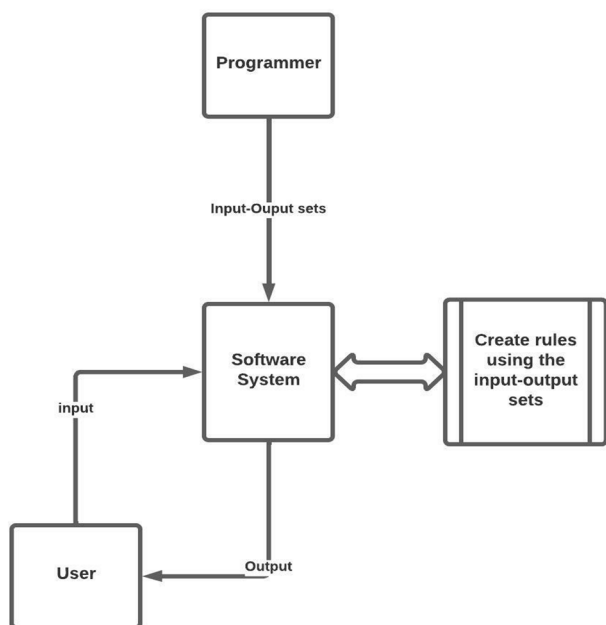 Programmer
Input-Ouput sets
Software
System
Create rules
using the
input-output
sets
input
User
Output